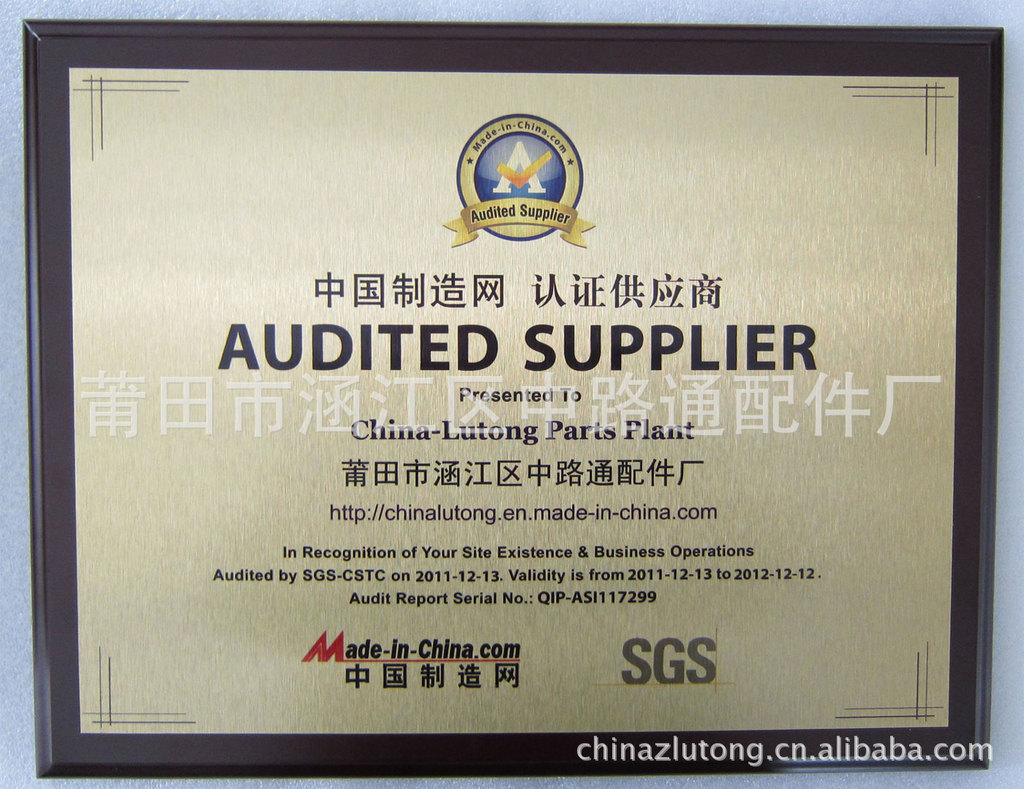 Made-in-China.com
Audited Supplier
中国制造网 认证供应商
AUDITED SUPPLIER
Presented To
莆田市涵江区中路通配件厂
China-Lutong Parts Plant
莆田市涵江区中路通配件厂
http://chinalutong.en.made-in-china.com
In Recognition of Your Site Existence & Business Operations
Audited by SGS-CSTC on 2011-12-13. Validity is from 2011-12-13 to 2012-12-12 .
Audit Report Serial No.: QIP-ASI117299
Made-in-China.com
中国制造网
SGS
chinazlutong.cn.alibaba.com